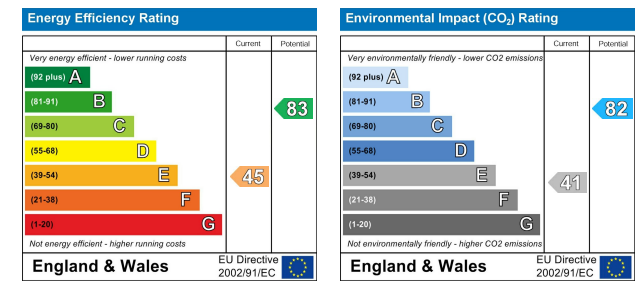 Energy Efficiency Rating
Current Potential
Very energy efficient - lower running costs
(92 plus) A
(81-91) B
83
(69-80) C
(55-68) D
(39-54) E
45
(21-38) F
(1-20) G
Not energy efficient - higher running costs
England & Wales
EU Directive
2002/91/EC
Environmental Impact (CO₂) Rating
Current Potential
Very environmentally friendly - lower CO2 emissions
(92 plus) A
(81-91) B
82
(69-80) C
(55-68) D
(39-54) E
41
(21-38) F
(1-20) G
Not environmentally friendly - higher CO2 emissions
England & Wales
EU Directive
2002/91/EC